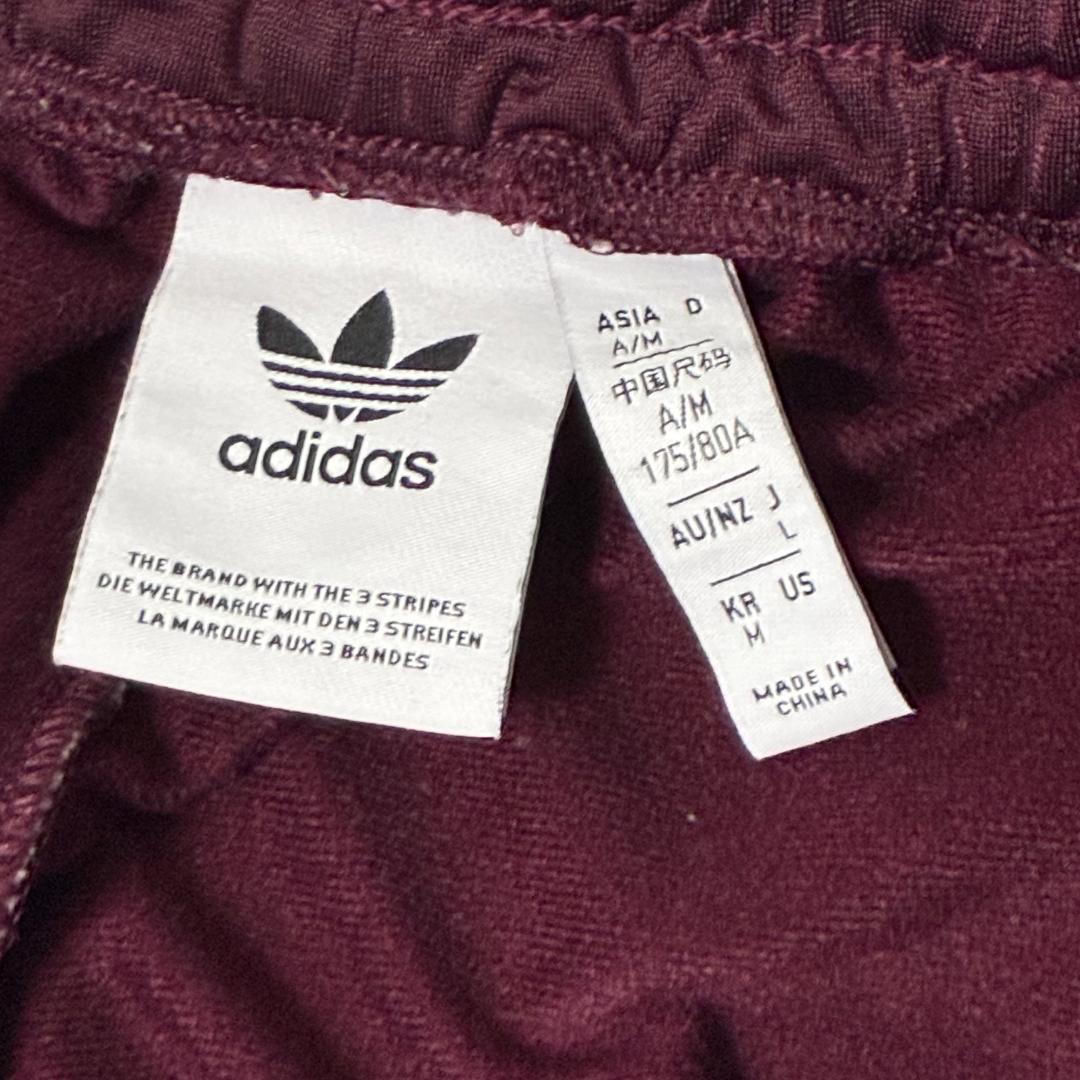 adidas
THE BRAND WITH THE 3 STRIPES
DIE WELTMARKE MIT DEN 3 STREIFEN
LA MARQUE AUX 3 BANDES
ASIA D
A/M
中国尺码
A/M
175/80A
AU/NZ J
L
KR US
M
MADE IN
CHINA